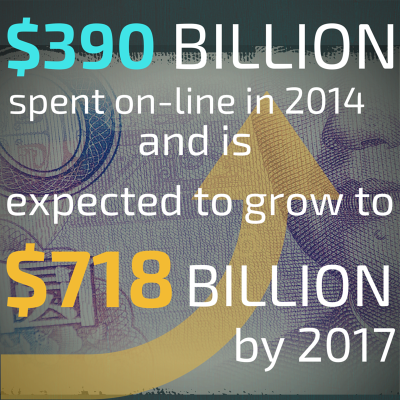 $390 BILLION
spent on-line in 2014
and is
expected to grow to
$718 BILLION
by 2017